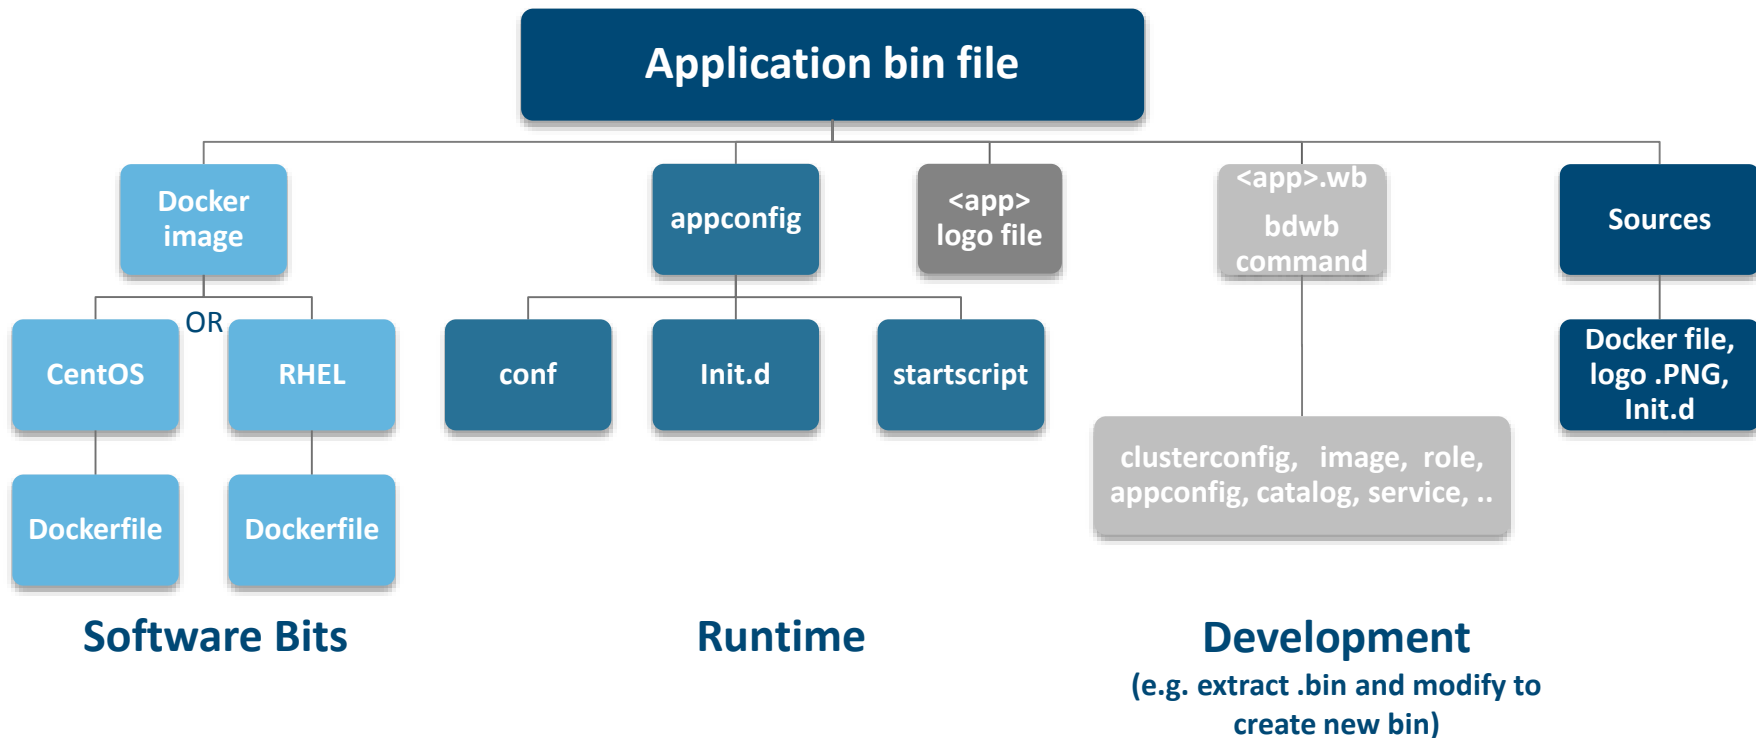 Application bin file
Docker
image
appconfig
<app>
logo file
<app>.wb
bdwb
command
Sources
OR
CentOS
RHEL
conf
Init.d
startscript
Docker file,
logo .PNG,
Init.d
clusterconfig, image, role,
appconfig, catalog, service, ..
Dockerfile
Dockerfile
Software Bits
Runtime
Development
(e.g. extract .bin and modify to
create new bin)